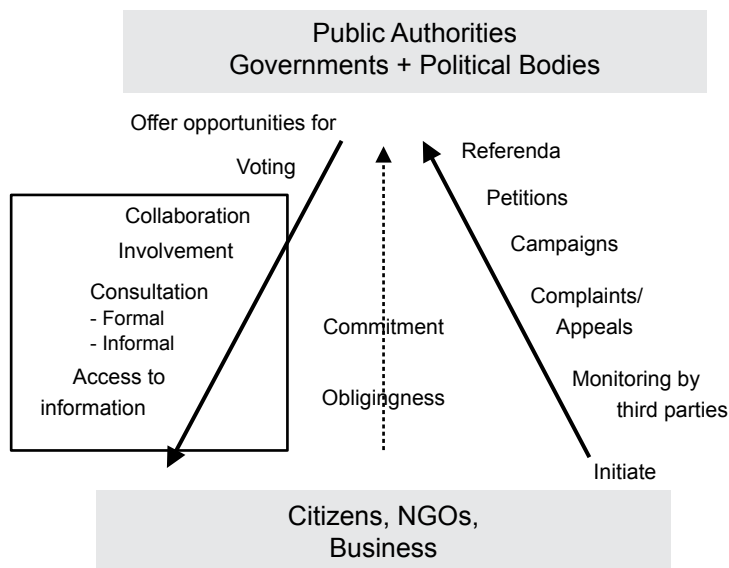 Public Authorities
Governments + Political Bodies
Offer opportunities for
Voting
Collaboration
Involvement
Consultation
- Formal
- Informal
Access to
information
Commitment
Obligingness
Referenda
Petitions
Campaigns
Complaints/
Appeals
Monitoring by
third parties
Initiate
Citizens, NGOs,
Business